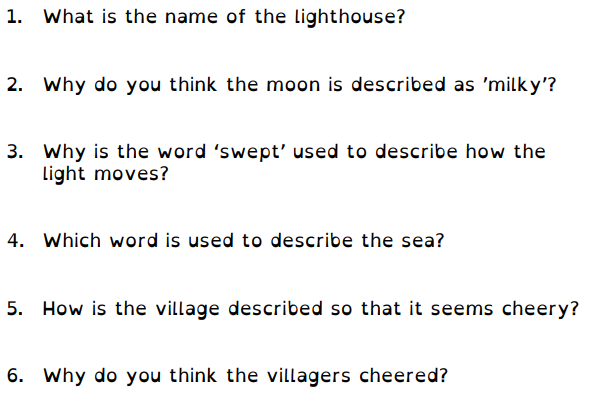 1. What is the name of the lighthouse?
2. Why do you think the moon is described as 'milky'?
3. Why is the word ‘swept’ used to describe how the
light moves?
4. Which word is used to describe the sea?
5. How is the village described so that it seems cheery?
6. Why do you think the villagers cheered?